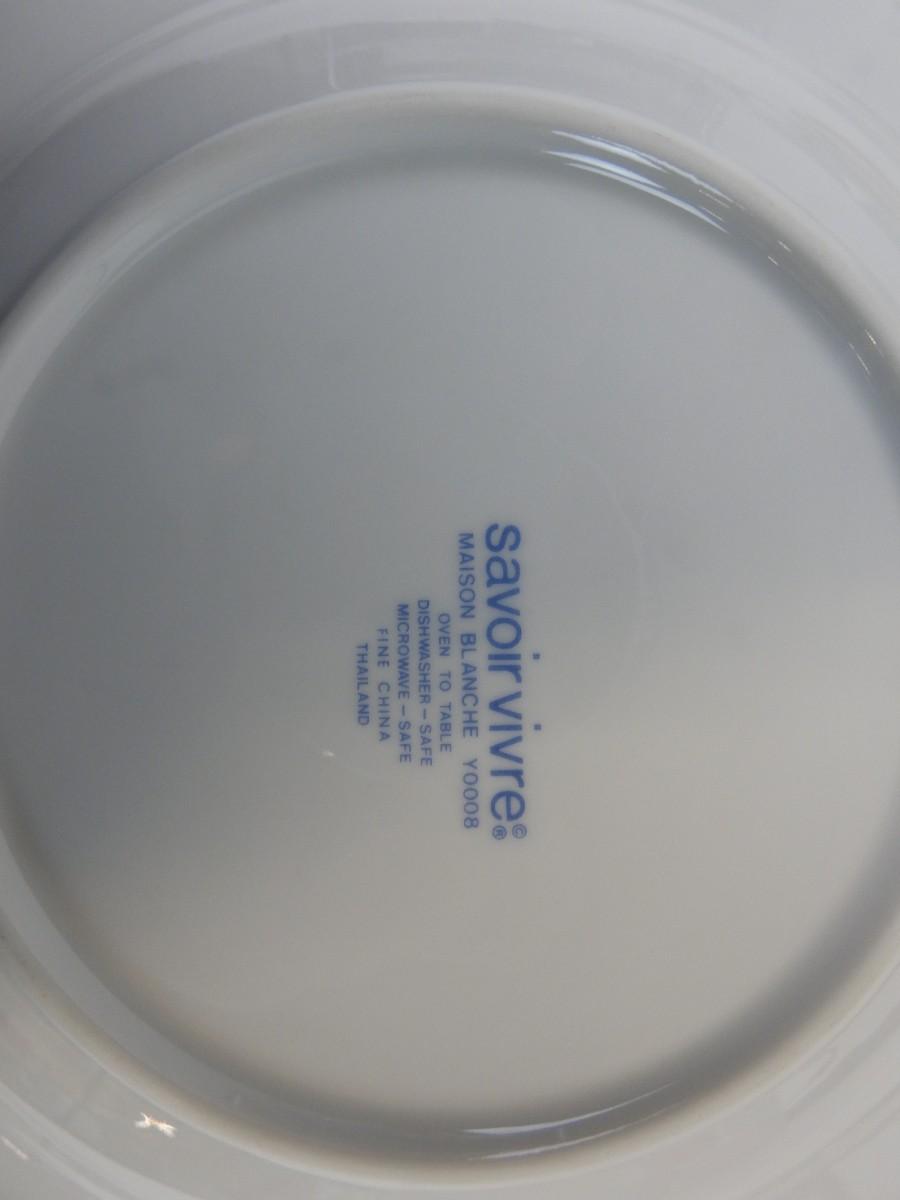 savoir vivre©®
MAISON BLANCHE Y0008
OVEN TO TABLE
DISHWASHER – SAFE
MICROWAVE – SAFE
FINE CHINA
THAILAND